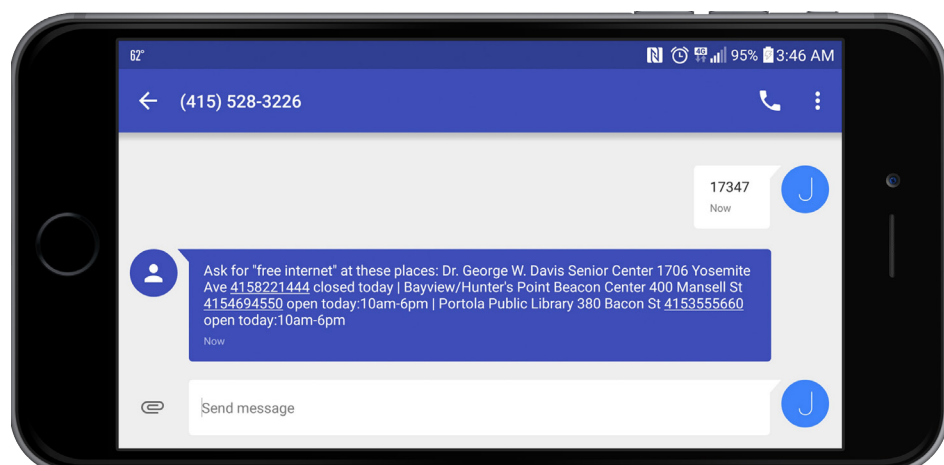 62° 4G 95% 3:46 AM
(415) 528-3226
17347
Now
J
Ask for "free internet" at these places: Dr. George W. Davis Senior Center 1706 Yosemite
Ave 4158221444 closed today | Bayview/Hunter's Point Beacon Center 400 Mansell St
4154694550 open today:10am-6pm | Portola Public Library 380 Bacon St 4153555660
open today:10am-6pm
Now
Send message
J